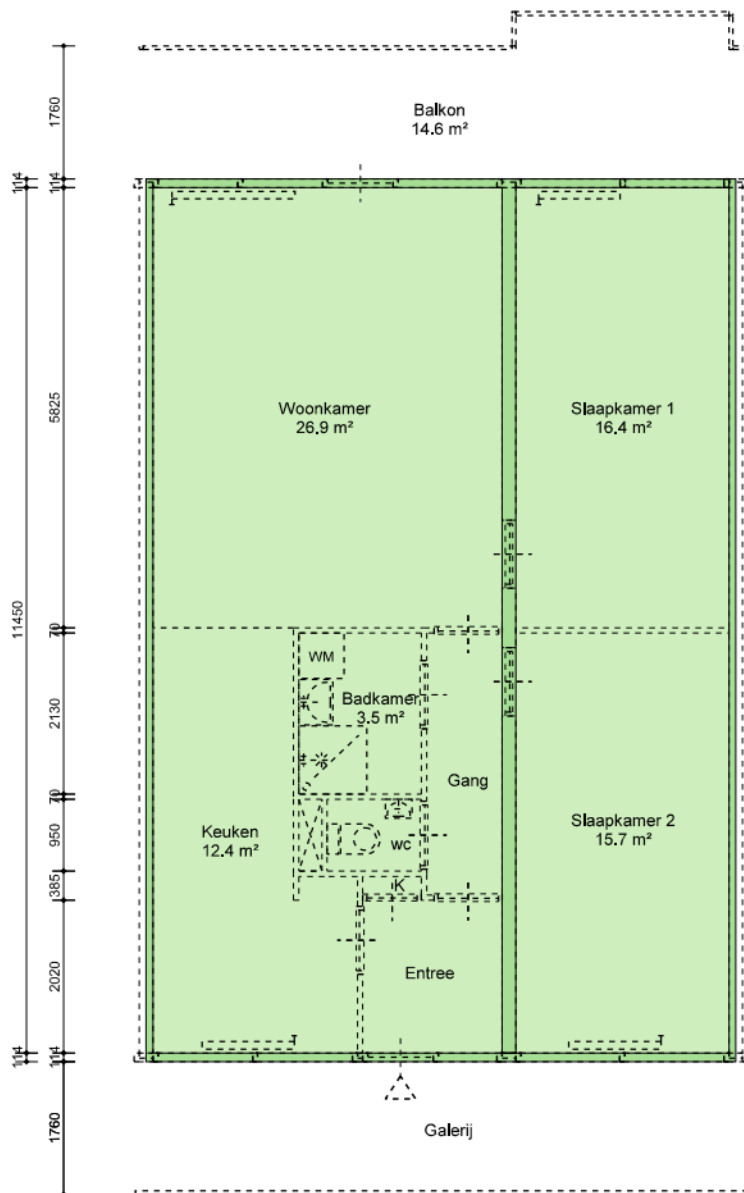 1760
Balkon
14.6 m²
114
114
Woonkamer
26.9 m²
Slaapkamer 1
16.4 m²
5825
11450
70
WM
Badkamer
3.5 m²
2130
Gang
70
Keuken
12.4 m²
950
wc
Slaapkamer 2
15.7 m²
385
K
2020
Entree
114
114
1760
Galerij